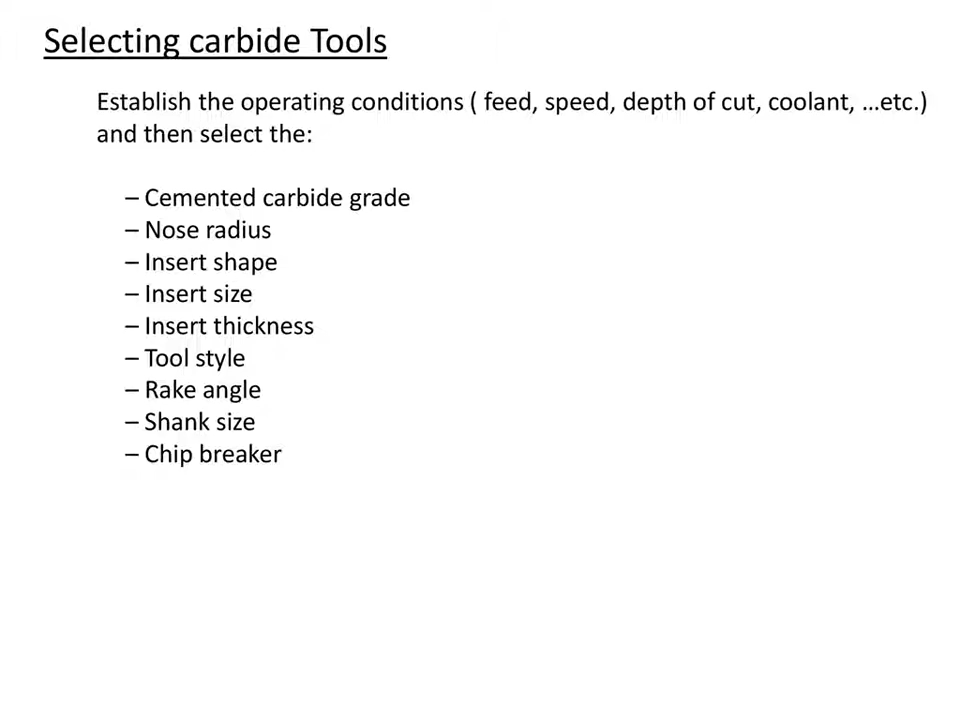 Selecting carbide Tools
Establish the operating conditions ( feed, speed, depth of cut, coolant, ...etc.)
and then select the:
– Cemented carbide grade
– Nose radius
– Insert shape
– Insert size
– Insert thickness
– Tool style
– Rake angle
– Shank size
– Chip breaker